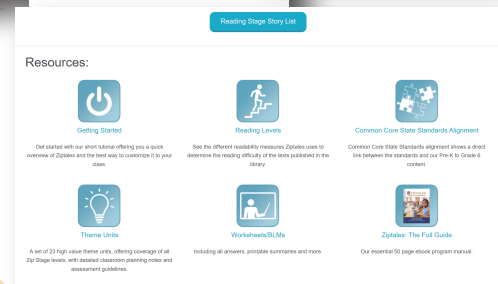 Reading Stage Story List
Resources:
Getting Started
Get started with our short tutorial offering you a quick
overview of Ziptales and the best way to customize it to your
class.
Reading Levels
See the different readability measures Ziptales uses to
determine the reading difficulty of the texts published in the
library.
Common Core State Standards Alignment
Common Core State Standards alignment shows a direct
link between the standards and our Pre-K to Grade 6
content.
Theme Units
A set of 23 high value theme units, offering coverage of all
Zip Stage levels, with detailed classroom planning notes and
assessment guidelines.
Worksheets/BLMs
Including all answers, printable summaries and more.
Ziptales: The Full Guide
Our essential 50 page ebook program manual.